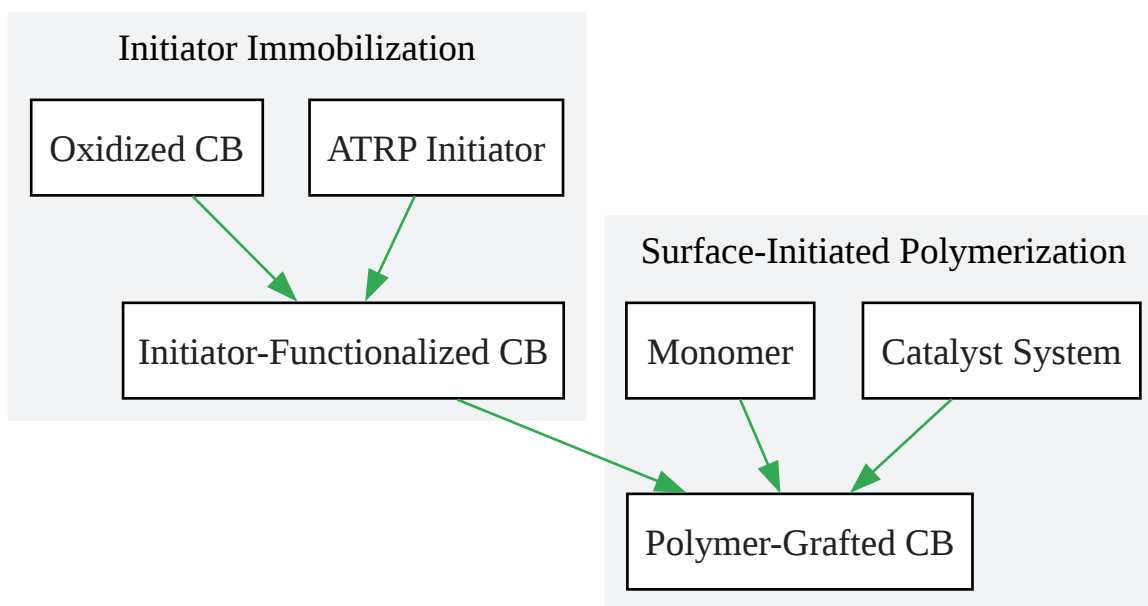 Initiator Immobilization
Oxidized CB
ATRP Initiator
Initiator-Functionalized CB
Surface-Initiated Polymerization
Monomer
Catalyst System
Polymer-Grafted CB